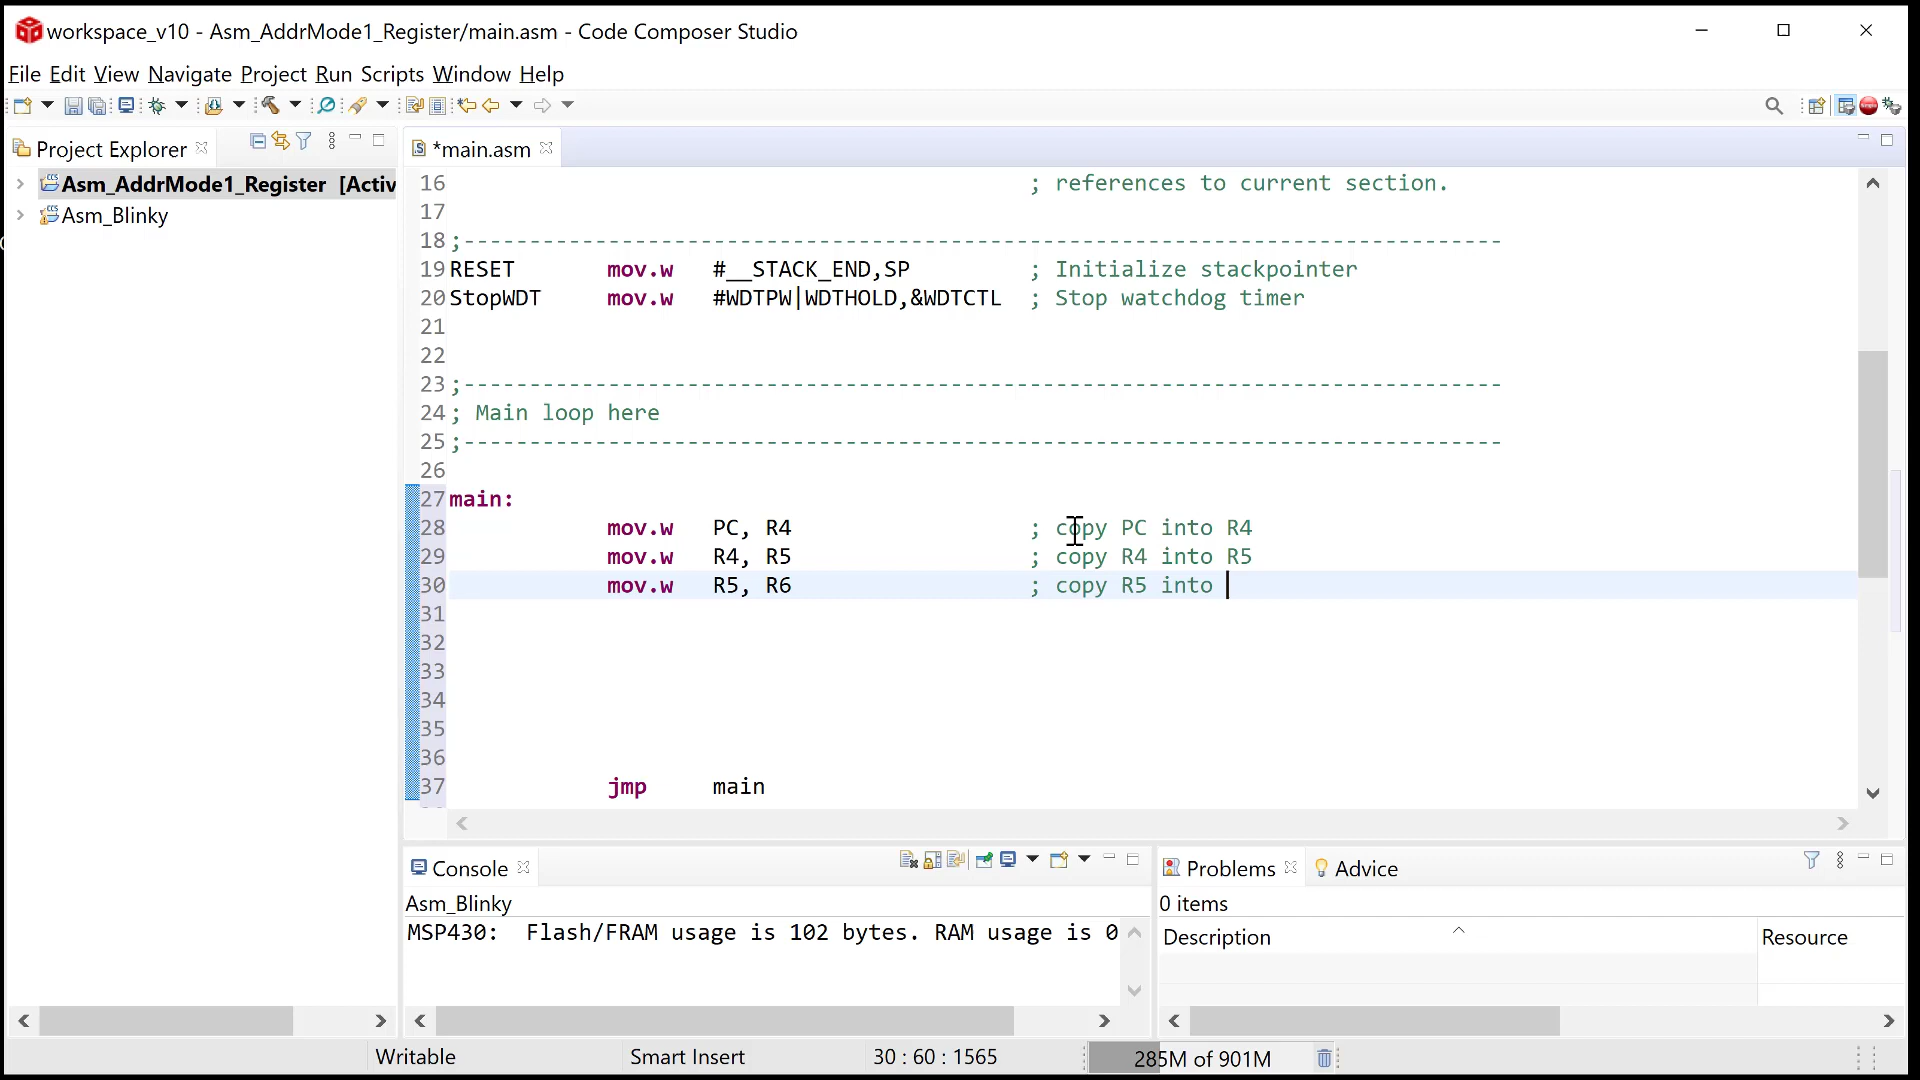 workspace_v10 - Asm_AddrMode1_Register/main.asm - Code Composer Studio
File Edit View Navigate Project Run Scripts Window Help
Project Explorer
Asm_AddrMode1_Register [Activ
Asm_Blinky
*main.asm
16 ; references to current section.
17
18 ;-------------------------------------------------------------------------------
19 RESET mov.w #__STACK_END,SP ; Initialize stackpointer
20 StopWDT mov.w #WDTPW|WDTHOLD,&WDTCTL ; Stop watchdog timer
21
22
23 ;-------------------------------------------------------------------------------
24 ; Main loop here
25 ;-------------------------------------------------------------------------------
26
27 main:
28 mov.w PC, R4 ; copy PC into R4
29 mov.w R4, R5 ; copy R4 into R5
30 mov.w R5, R6 ; copy R5 into
31
32
33
34
35
36
37 jmp main
Console
Asm_Blinky
MSP430: Flash/FRAM usage is 102 bytes. RAM usage is 0
Problems Advice
0 items
Description Resource
Writable Smart Insert 30 : 60 : 1565 285M of 901M